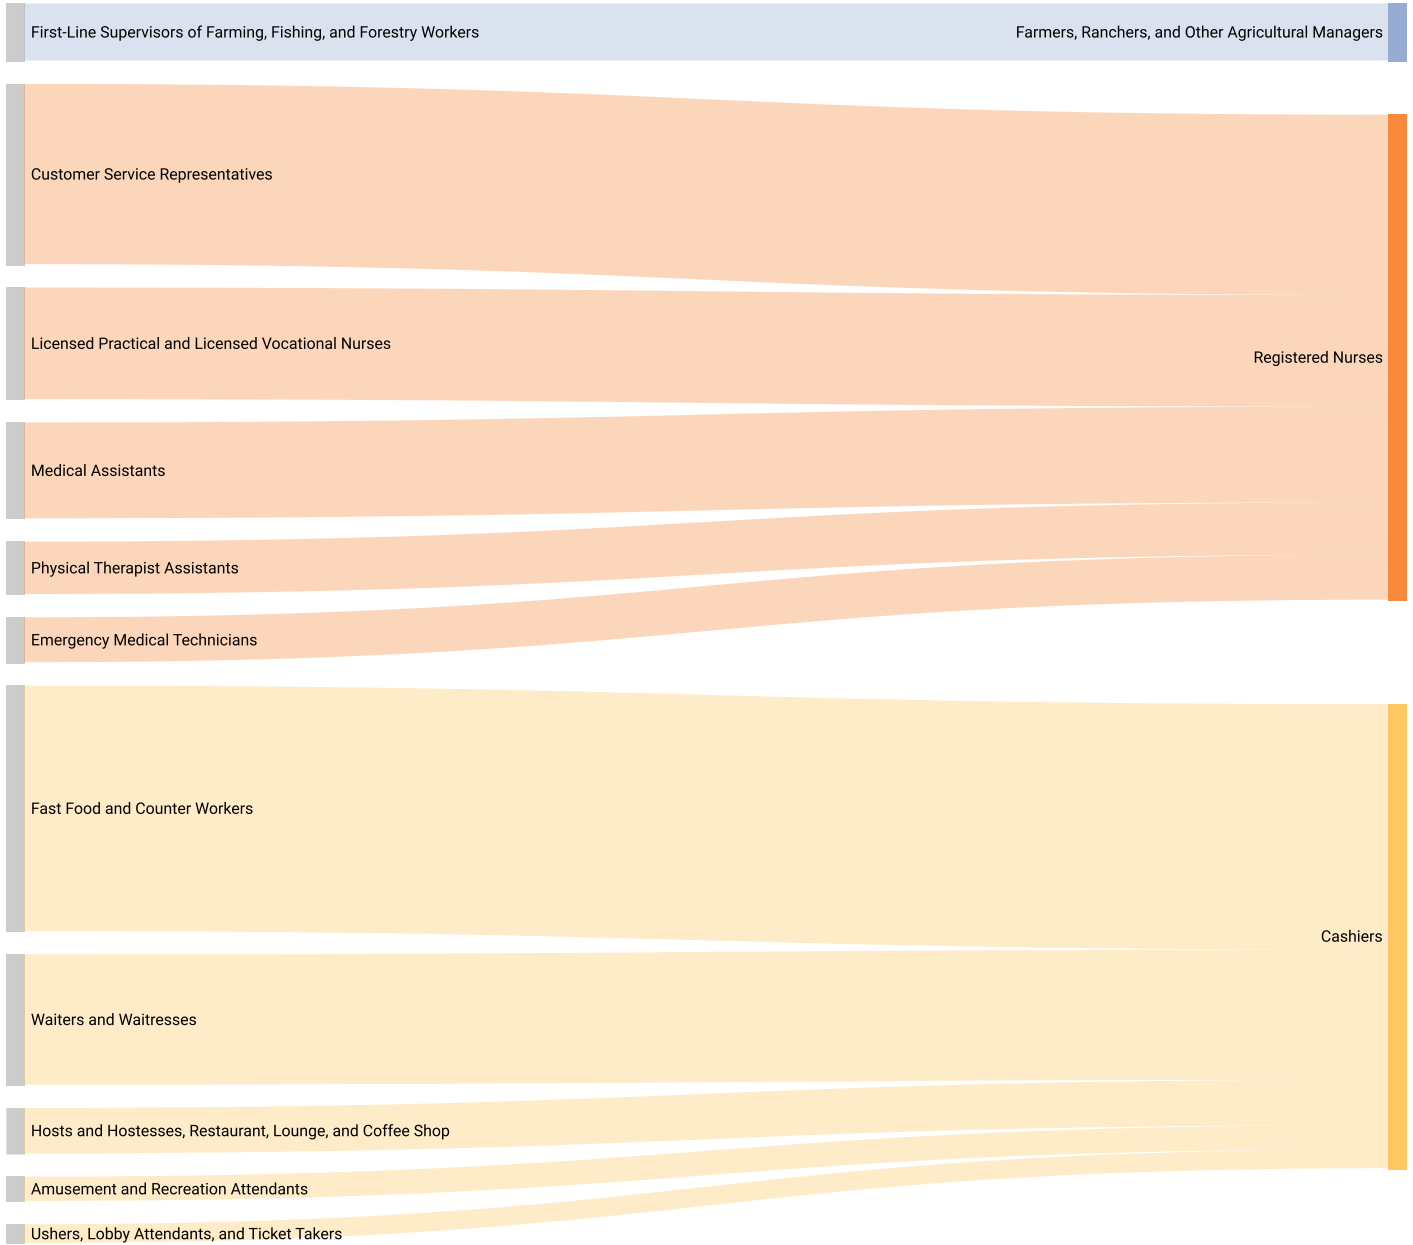 First-Line Supervisors of Farming, Fishing, and Forestry Workers
Farmers, Ranchers, and Other Agricultural Managers
Customer Service Representatives
Licensed Practical and Licensed Vocational Nurses
Registered Nurses
Medical Assistants
Physical Therapist Assistants
Emergency Medical Technicians
Fast Food and Counter Workers
Cashiers
Waiters and Waitresses
Hosts and Hostesses, Restaurant, Lounge, and Coffee Shop
Amusement and Recreation Attendants
Ushers, Lobby Attendants, and Ticket Takers